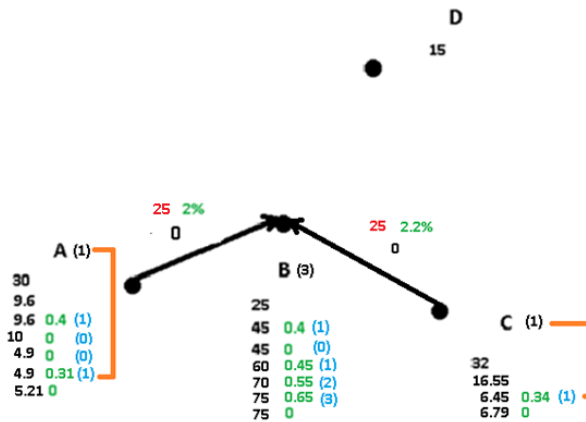 D
15
25 2%
0
25 2.2%
0
A (1)
30
9.6
9.6 0.4 (1)
10 0 (0)
4.9 0 (0)
4.9 0.31 (1)
5.21 0
B (3)
25
45 0.4 (1)
45 0 (0)
60 0.45 (1)
70 0.55 (2)
75 0.65 (3)
75 0
C (1)
32
16.55
6.45 0.34 (1)
6.79 0